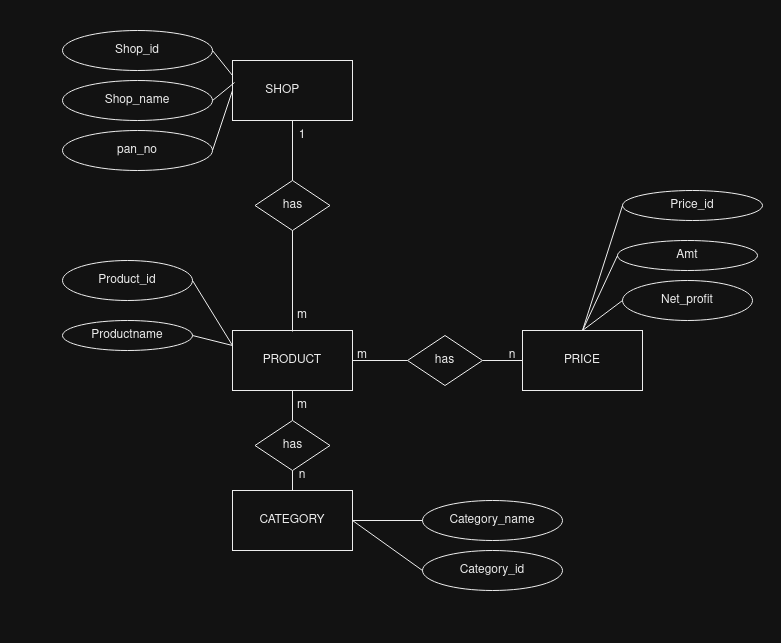 Shop_id
SHOP
Shop_name
pan_no
1
has
Price_id
Amt
Product_id
Net_profit
m
Productname
PRODUCT
m
has
n
PRICE
m
has
n
CATEGORY
Category_name
Category_id